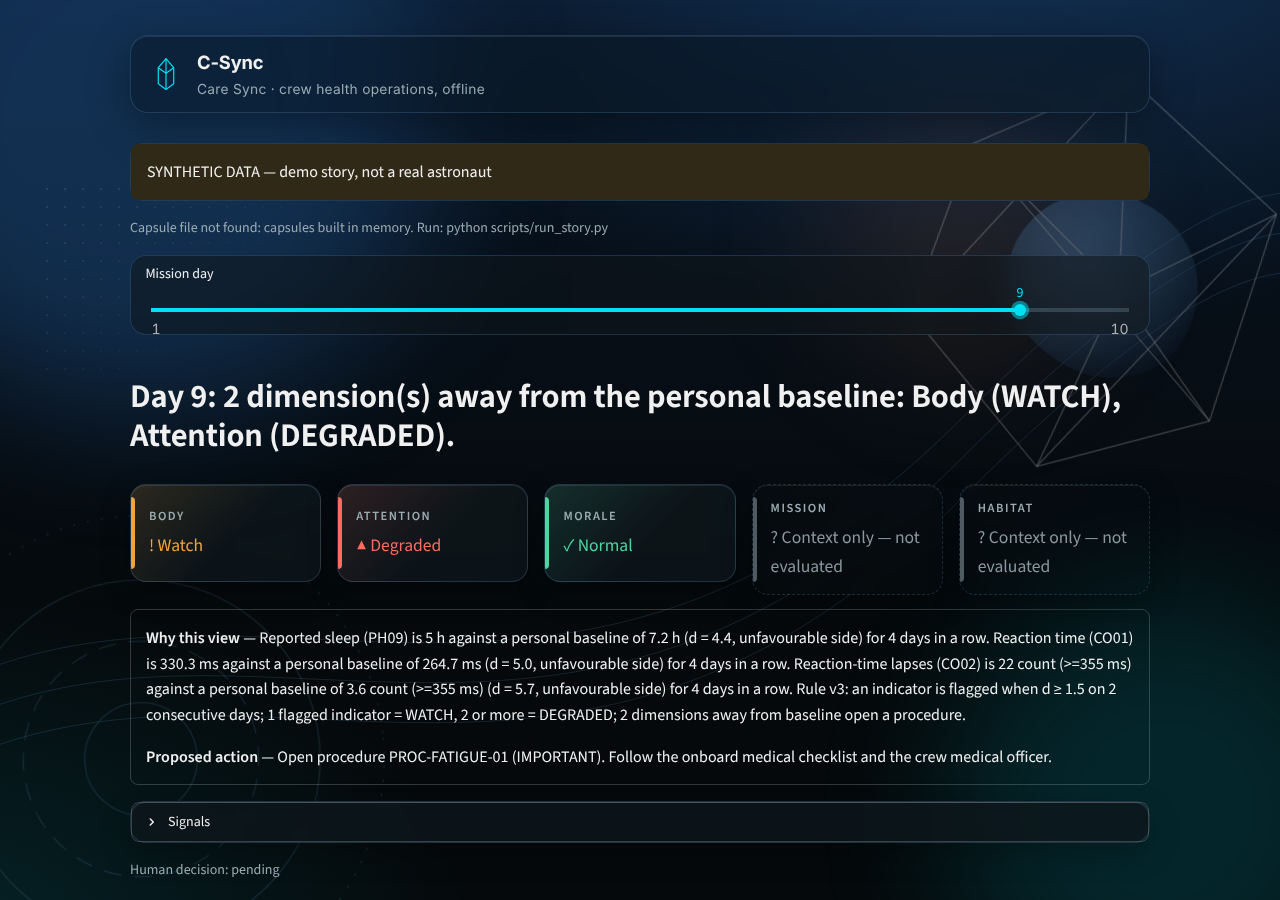 C-Sync
Care Sync · crew health operations, offline
SYNTHETIC DATA — demo story, not a real astronaut
Capsule file not found: capsules built in memory. Run: python scripts/run_story.py
Mission day
9
1
10
Day 9: 2 dimension(s) away from the personal baseline: Body (WATCH),
Attention (DEGRADED).
BODY
! Watch
ATTENTION
▲ Degraded
MORALE
✓ Normal
MISSION
? Context only — not
evaluated
HABITAT
? Context only — not
evaluated
Why this view — Reported sleep (PH09) is 5 h against a personal baseline of 7.2 h (d = 4.4, unfavourable side) for 4 days in a row. Reaction time (CO01)
is 330.3 ms against a personal baseline of 264.7 ms (d = 5.0, unfavourable side) for 4 days in a row. Reaction-time lapses (CO02) is 22 count (>=355 ms)
against a personal baseline of 3.6 count (>=355 ms) (d = 5.7, unfavourable side) for 4 days in a row. Rule v3: an indicator is flagged when d ≥ 1.5 on 2
consecutive days; 1 flagged indicator = WATCH, 2 or more = DEGRADED; 2 dimensions away from baseline open a procedure.
Proposed action — Open procedure PROC-FATIGUE-01 (IMPORTANT). Follow the onboard medical checklist and the crew medical officer.
Signals
Human decision: pending